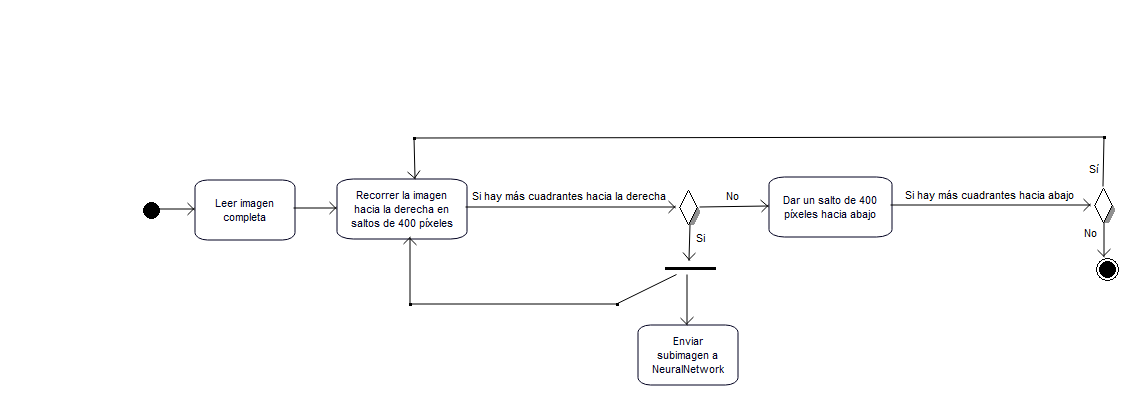 Leer imagen
completa
Recorrer la imagen
hacia la derecha en
saltos de 400 píxeles
Si hay más cuadrantes hacia la derecha
No
Si
Dar un salto de 400
píxeles hacia abajo
Si hay más cuadrantes hacia abajo
Sí
No
Enviar
subimagen a
NeuralNetwork